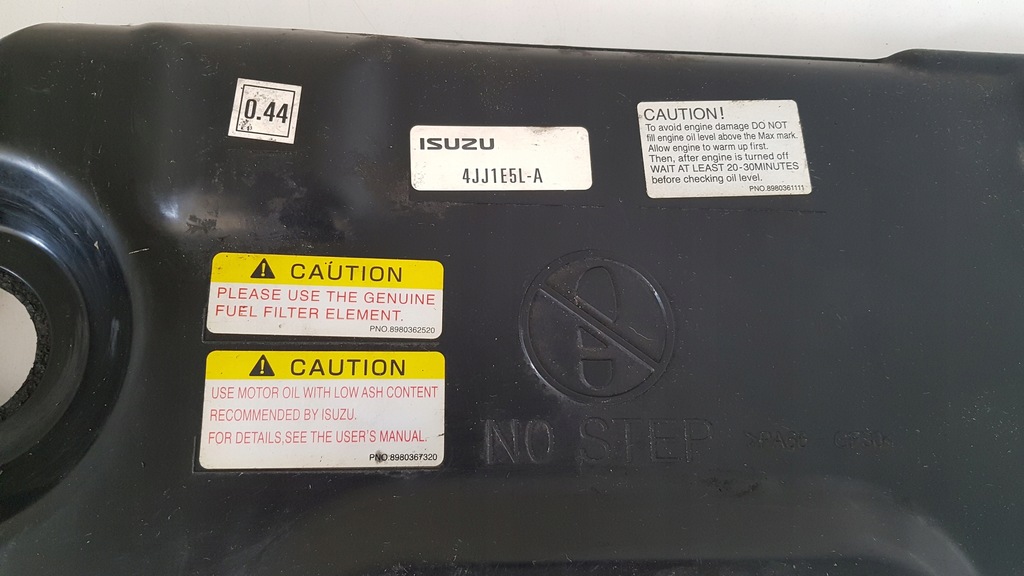 0.44
ISUZU
4JJ1E5L-A
CAUTION!
To avoid engine damage DO NOT
fill engine oil level above the Max mark.
Allow engine to warm up first.
Then, after engine is turned off
WAIT AT LEAST 20-30MINUTES
before checking oil level.
PNO.8980361111
CAUTION
PLEASE USE THE GENUINE
FUEL FILTER ELEMENT.
PNO.8980362520
CAUTION
USE MOTOR OIL WITH LOW ASH CONTENT
RECOMMENDED BY ISUZU.
FOR DETAILS,SEE THE USER'S MANUAL.
PNO.8980367320
NO STEP